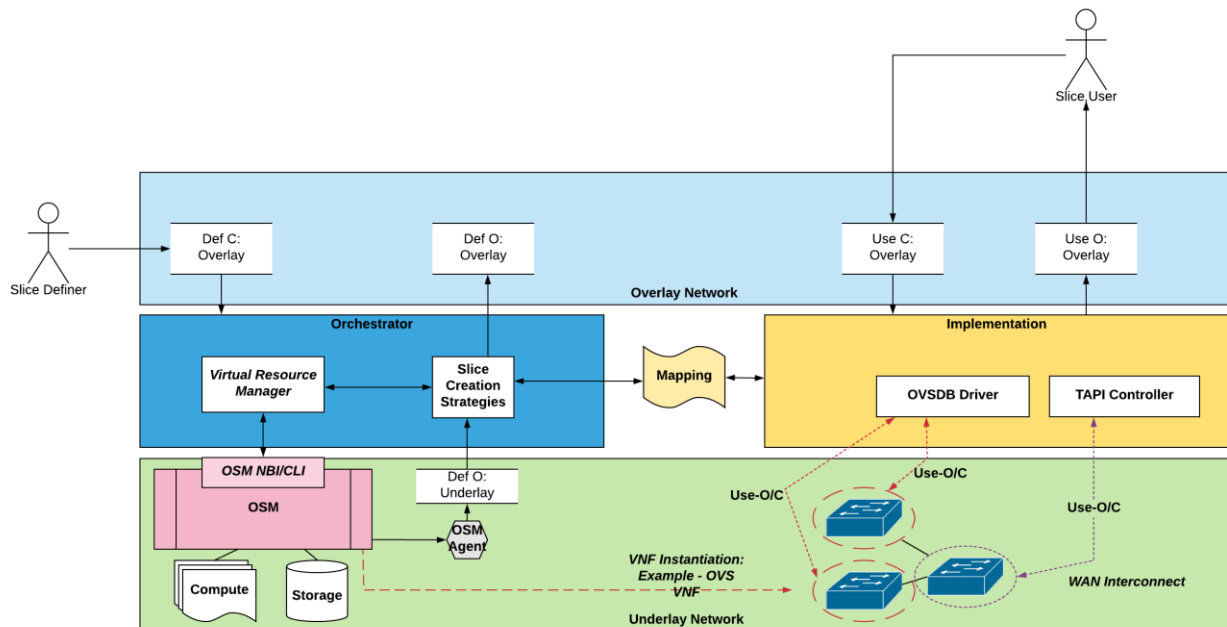 Slice User
Slice Definer
Def C:
Overlay
Def O:
Overlay
Use C:
Overlay
Use O:
Overlay
Overlay Network
Orchestrator
Implementation
Virtual Resource
Manager
Slice
Creation
Strategies
Mapping
OVSDB Driver
TAPI Controller
OSM NBI/CLI
OSM
Def O:
Underlay
OSM
Agent
Compute
Storage
Use-O/C
Use-O/C
Use-O/C
VNF Instantiation:
Example - OVS
VNF
WAN Interconnect
Underlay Network